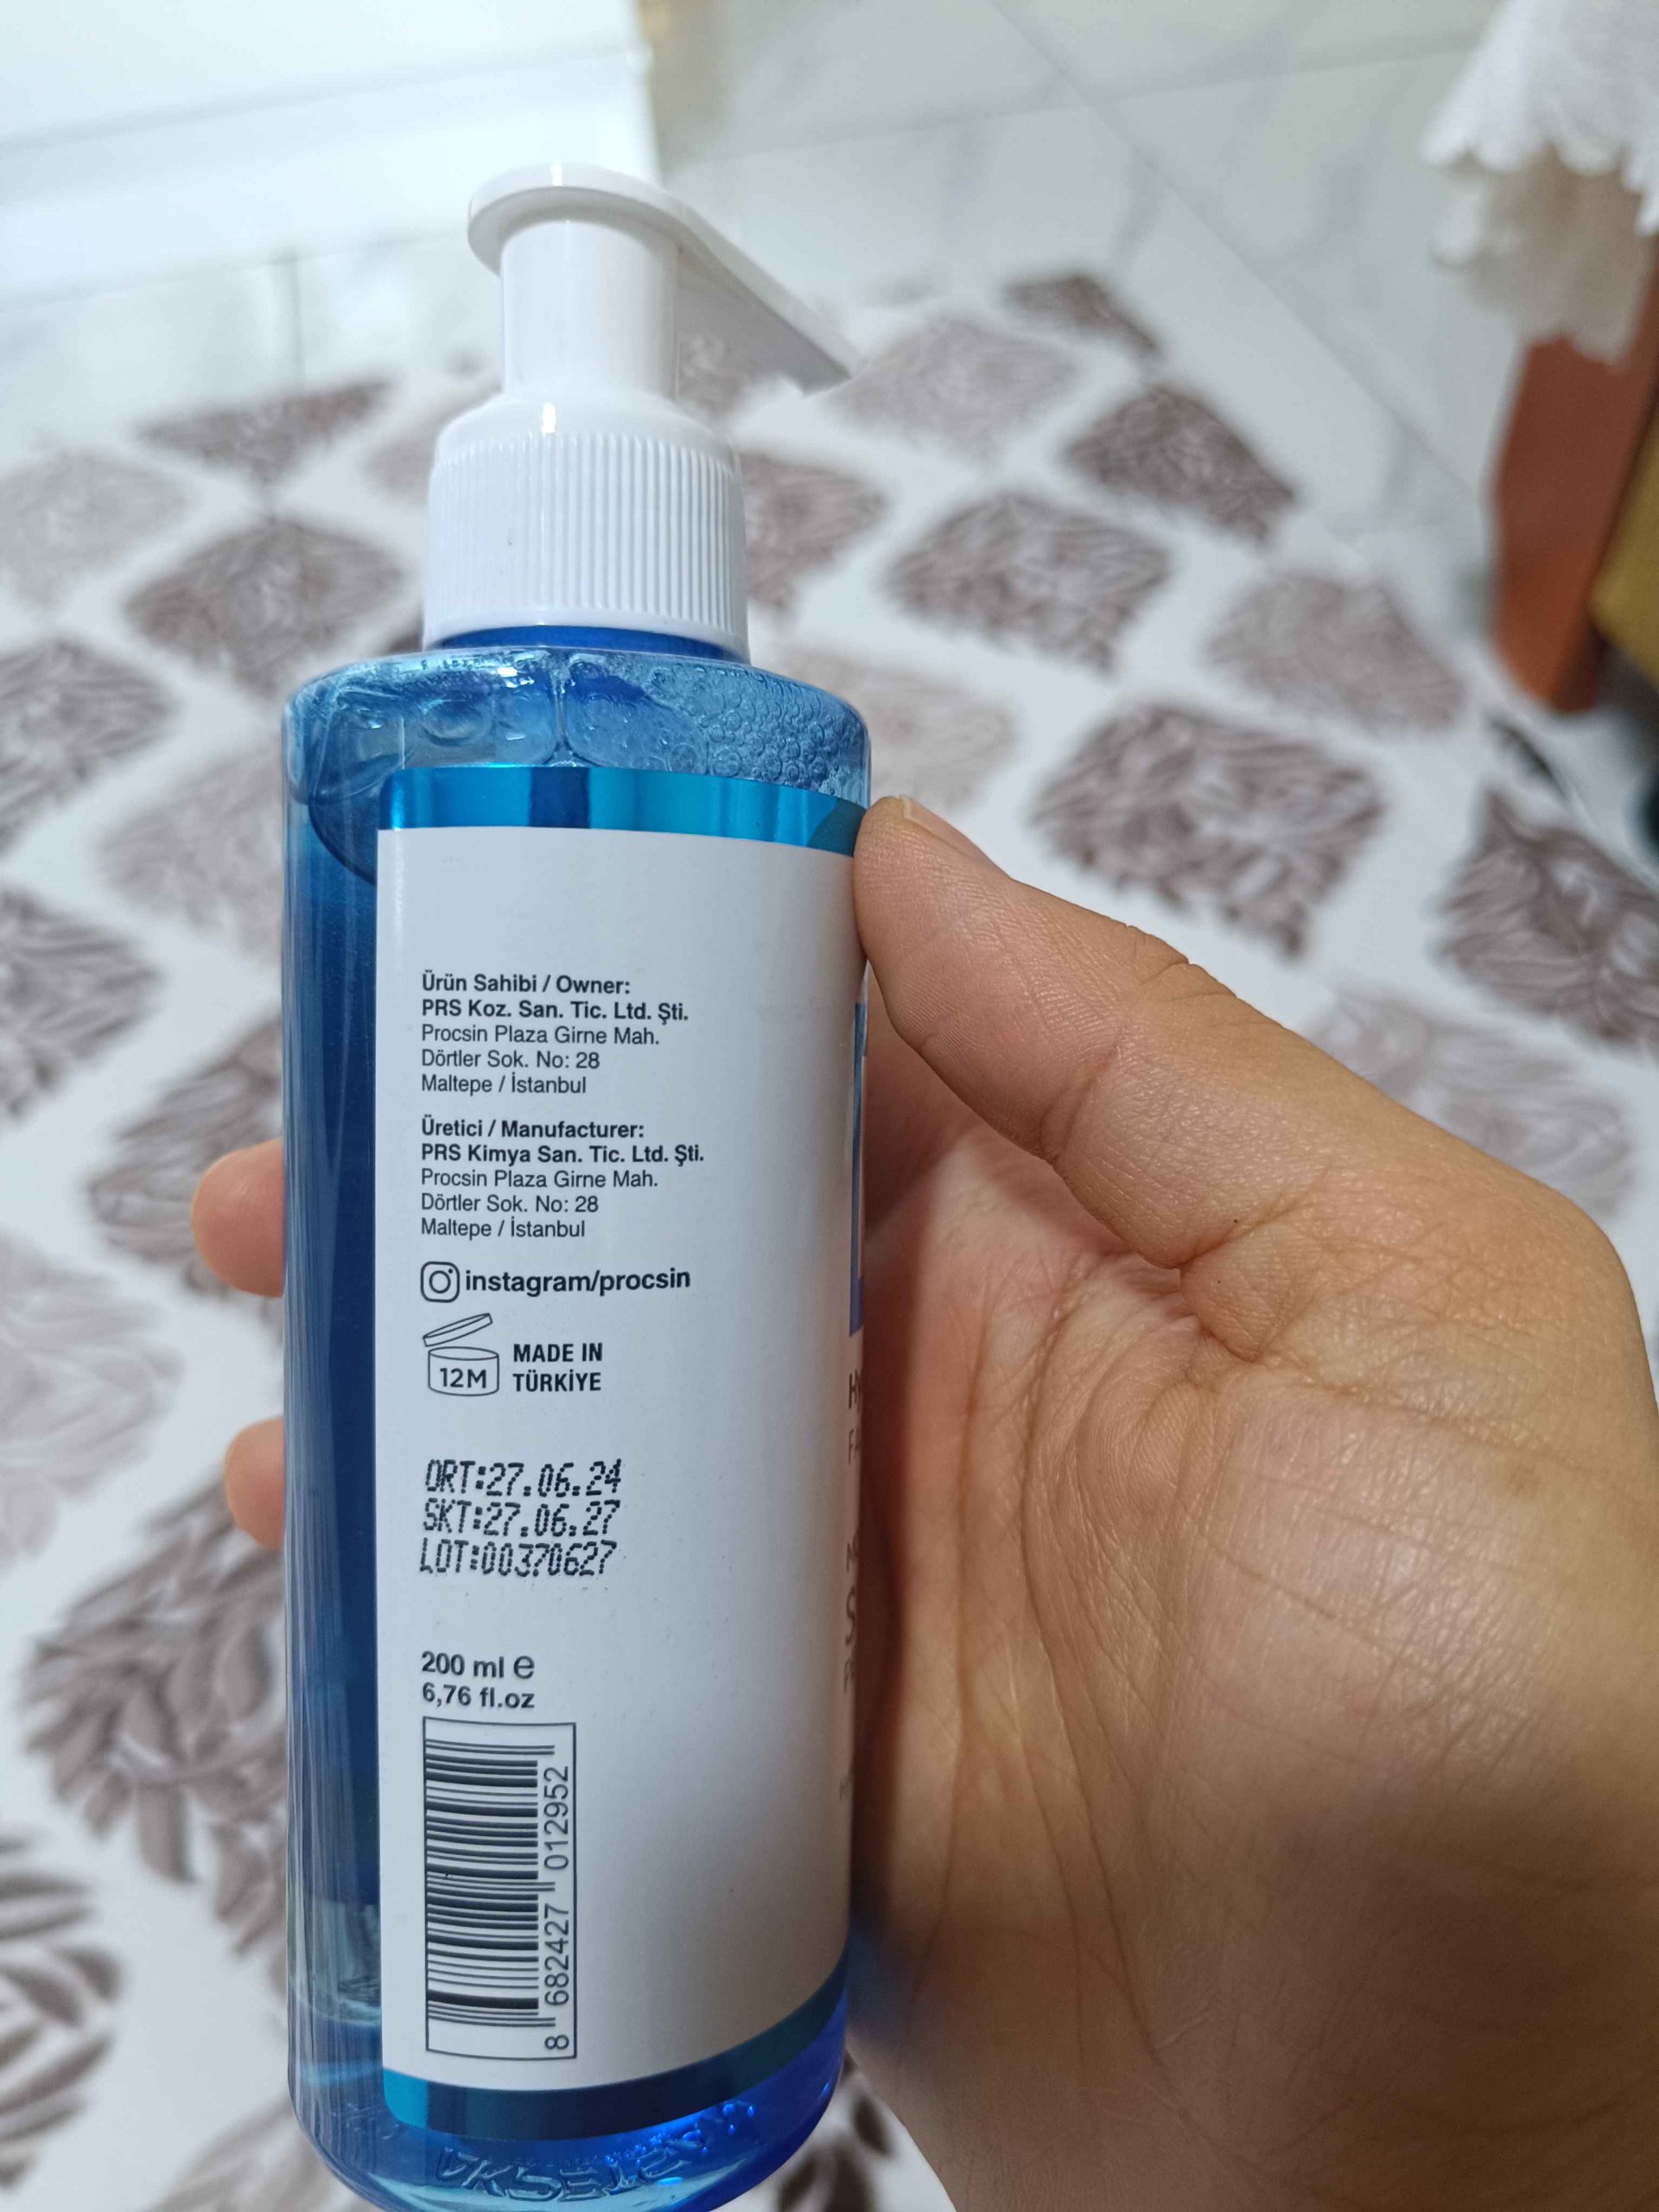 Ürün Sahibi / Owner:
PRS Koz. San. Tic. Ltd. Şti.
Procsin Plaza Girne Mah.
Dörtler Sok. No: 28
Maltepe / İstanbul
Üretici / Manufacturer:
PRS Kimya San. Tic. Ltd. Şti.
Procsin Plaza Girne Mah.
Dörtler Sok. No: 28
Maltepe / İstanbul
instagram/procsin
12M
MADE IN
TÜRKİYE
ÜRT:27.06.24
SKT:27.06.27
LOT:00370627
200 ml e
6,76 fl.oz
8 682427 012952